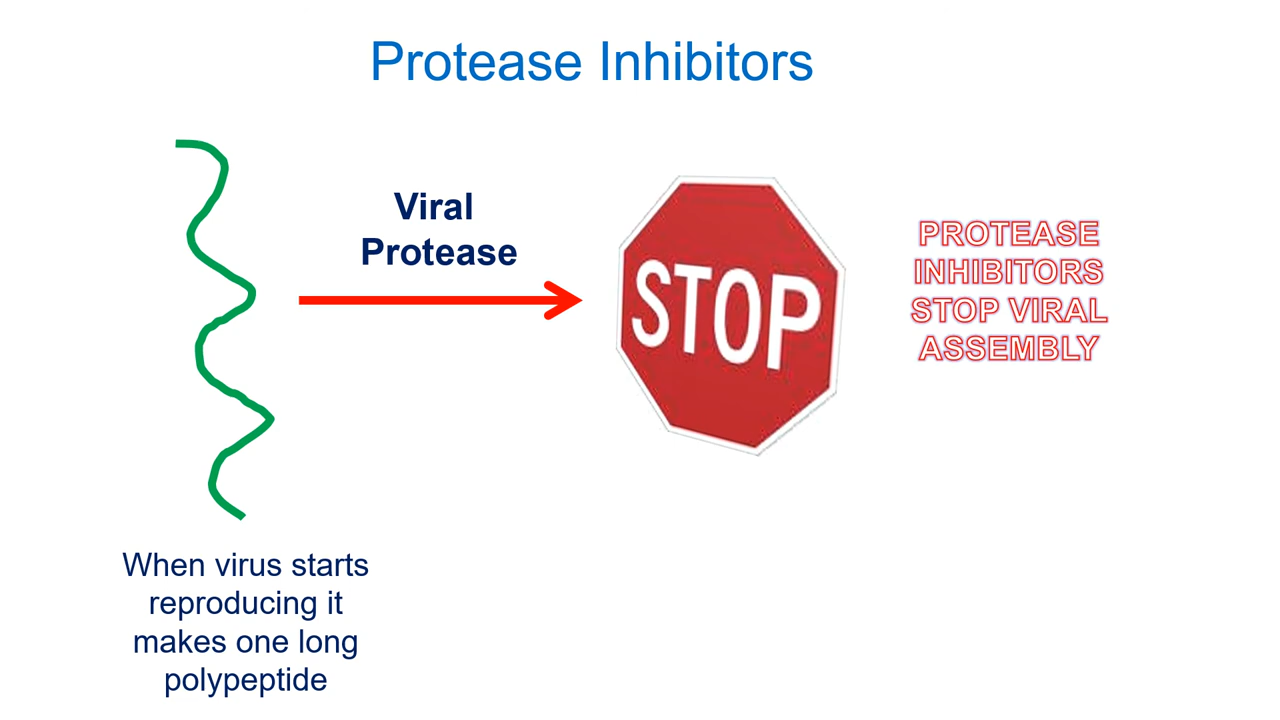 Protease Inhibitors
Viral
Protease
STOP
PROTEASE
INHIBITORS
STOP VIRAL
ASSEMBLY
When virus starts
reproducing it
makes one long
polypeptide